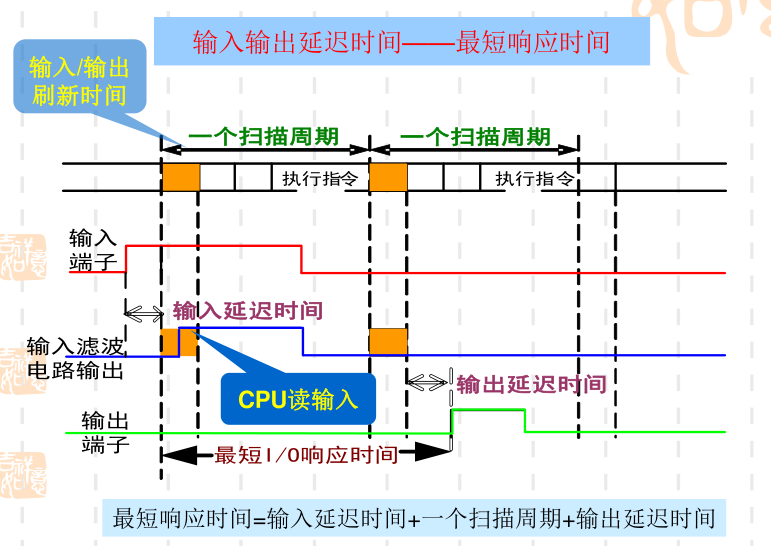 输入输出延迟时间——最短响应时间
输入/输出
刷新时间
一个扫描周期
一个扫描周期
执行指令
执行指令
输入
端子
输入延迟时间
输入滤波
电路输出
CPU读输入
输出延迟时间
输出
端子
最短I/O响应时间
最短响应时间=输入延迟时间+一个扫描周期+输出延迟时间